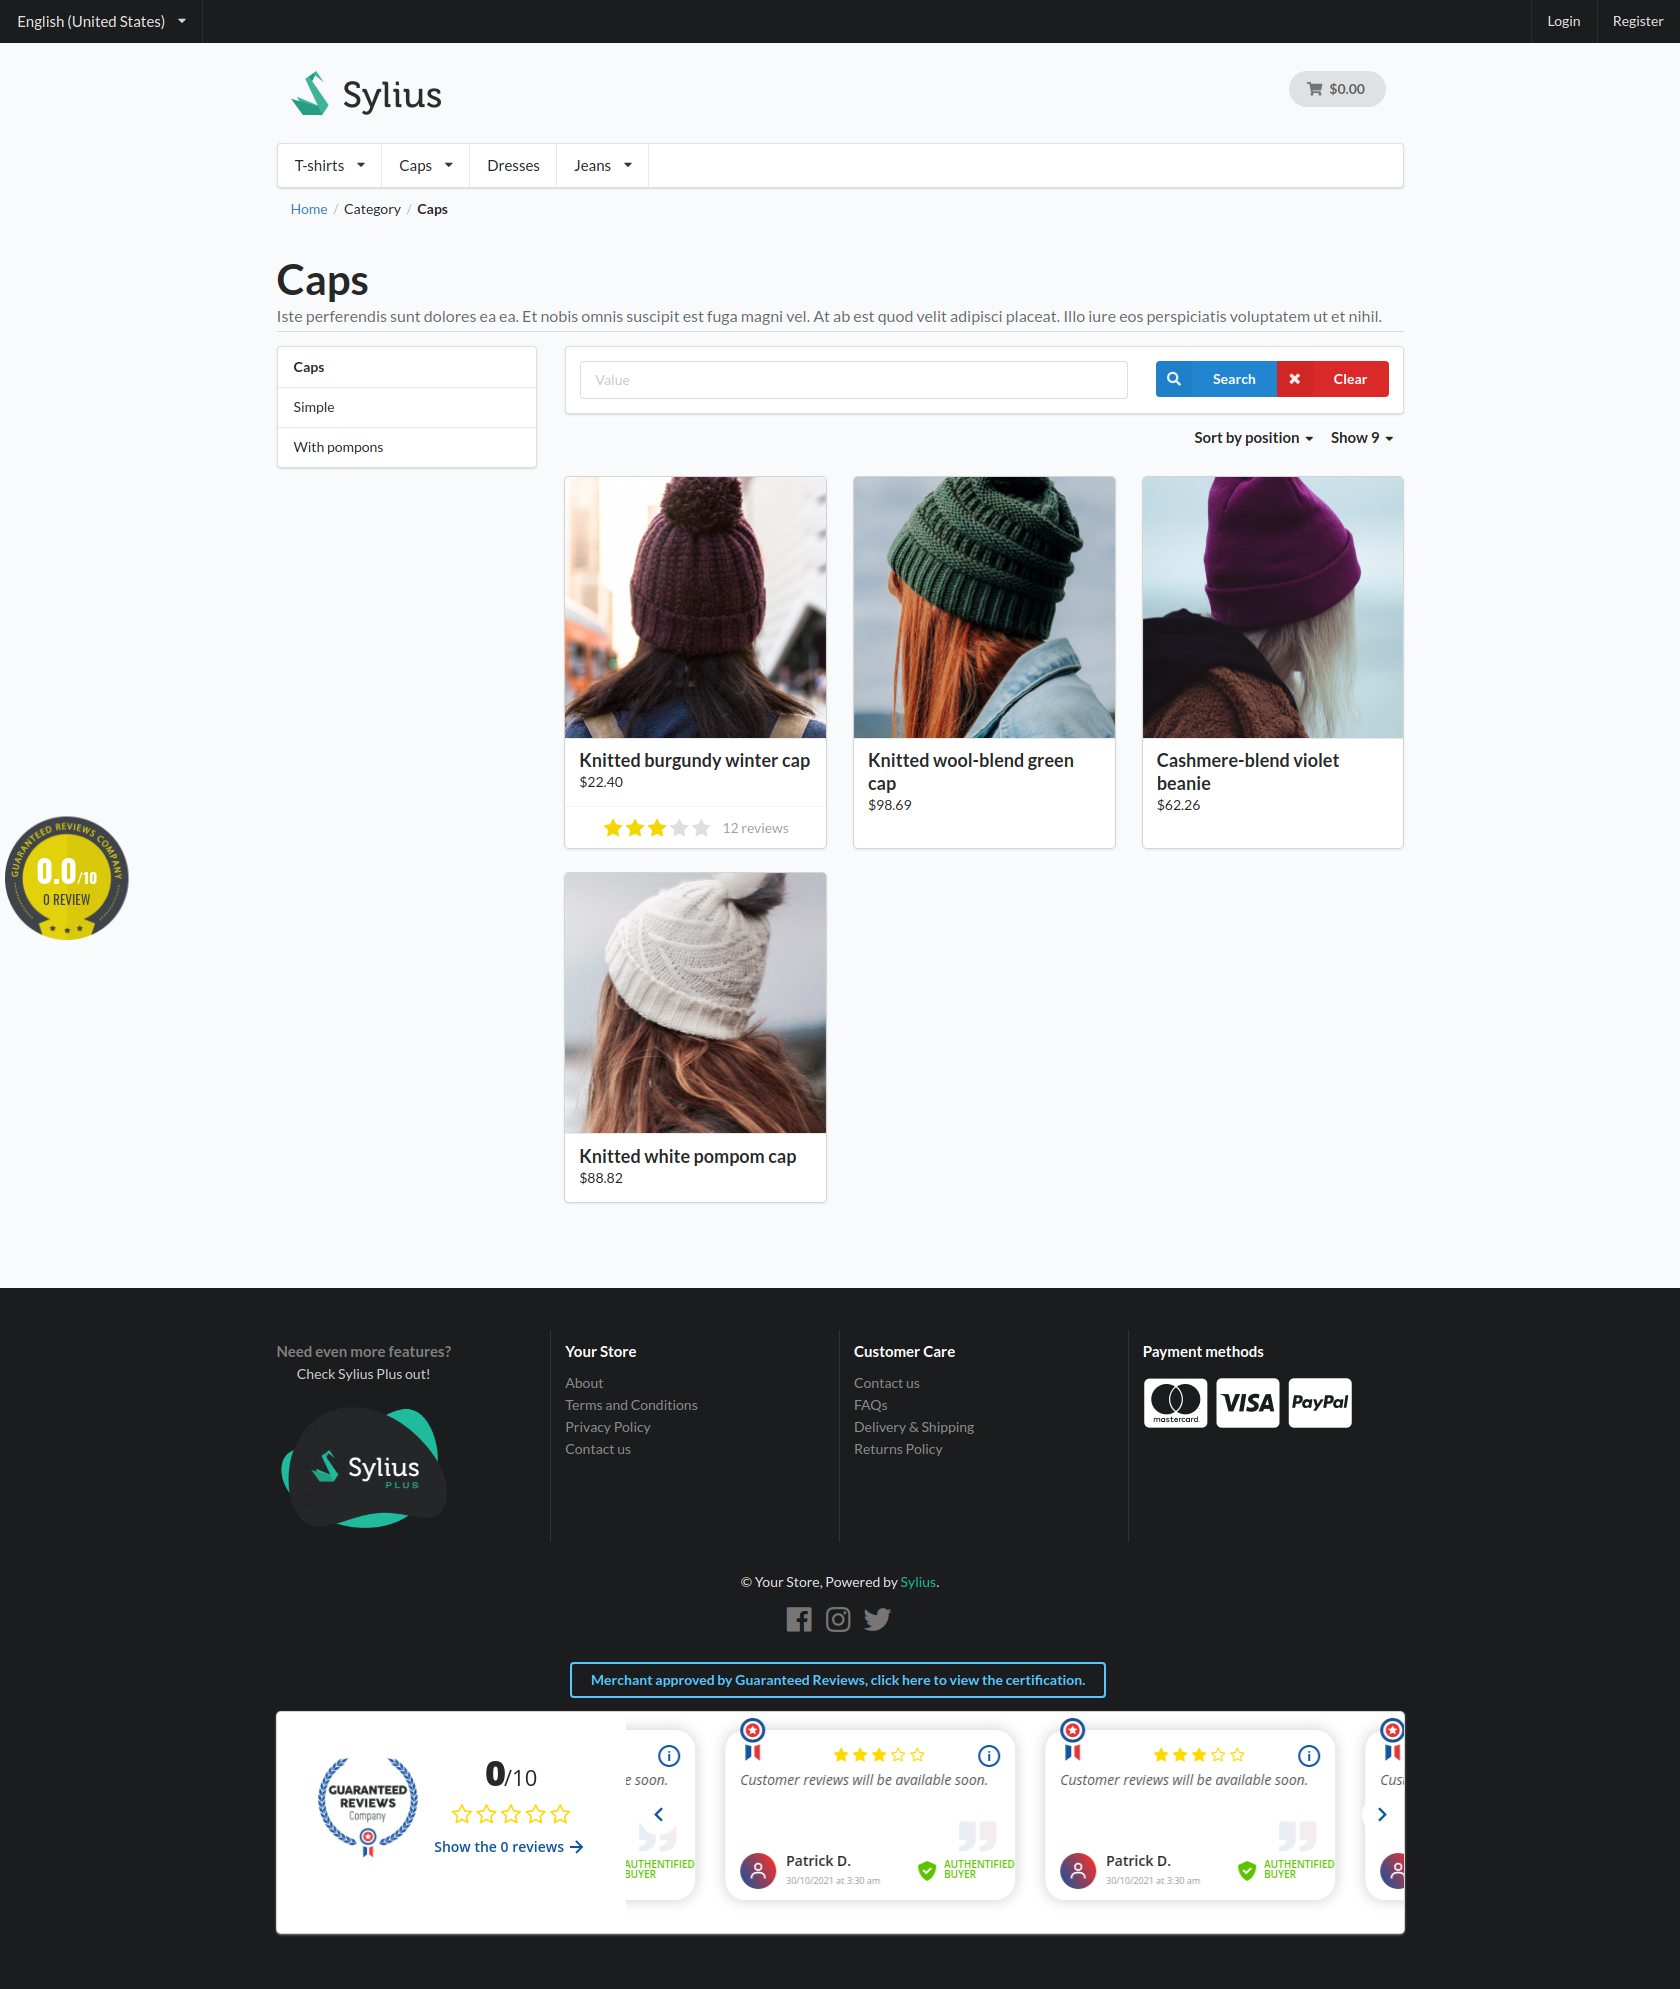 English (United States)
Login
Register
Sylius
$0.00
T-shirts
Caps
Dresses
Jeans
Home / Category / Caps
Caps
Iste perferendis sunt dolores ea ea. Et nobis omnis suscipit est fuga magni vel. At ab est quod velit adipisci placeat. Illo iure eos perspiciatis voluptatem ut et nihil.
Caps
Simple
With pompons
Value
Search
Clear
Sort by position
Show 9
Knitted burgundy winter cap
$22.40
12 reviews
Knitted wool-blend green
cap
$98.69
Cashmere-blend violet
beanie
$62.26
GUARANTEED REVIEWS COMPANY
0.0/10
0 REVIEW
Knitted white pompom cap
$88.82
Need even more features?
Check Sylius Plus out!
Sylius
PLUS
Your Store
About
Terms and Conditions
Privacy Policy
Contact us
Customer Care
Contact us
FAQs
Delivery & Shipping
Returns Policy
Payment methods
mastercard
VISA
PayPal
© Your Store, Powered by Sylius.
Merchant approved by Guaranteed Reviews, click here to view the certification.
GUARANTEED
REVIEWS
Company
0/10
Show the 0 reviews
e soon.
AUTHENTIFIED
BUYER
Customer reviews will be available soon.
Patrick D.
30/10/2021 at 3:30 am
AUTHENTIFIED
BUYER
Customer reviews will be available soon.
Patrick D.
30/10/2021 at 3:30 am
AUTHENTIFIED
BUYER